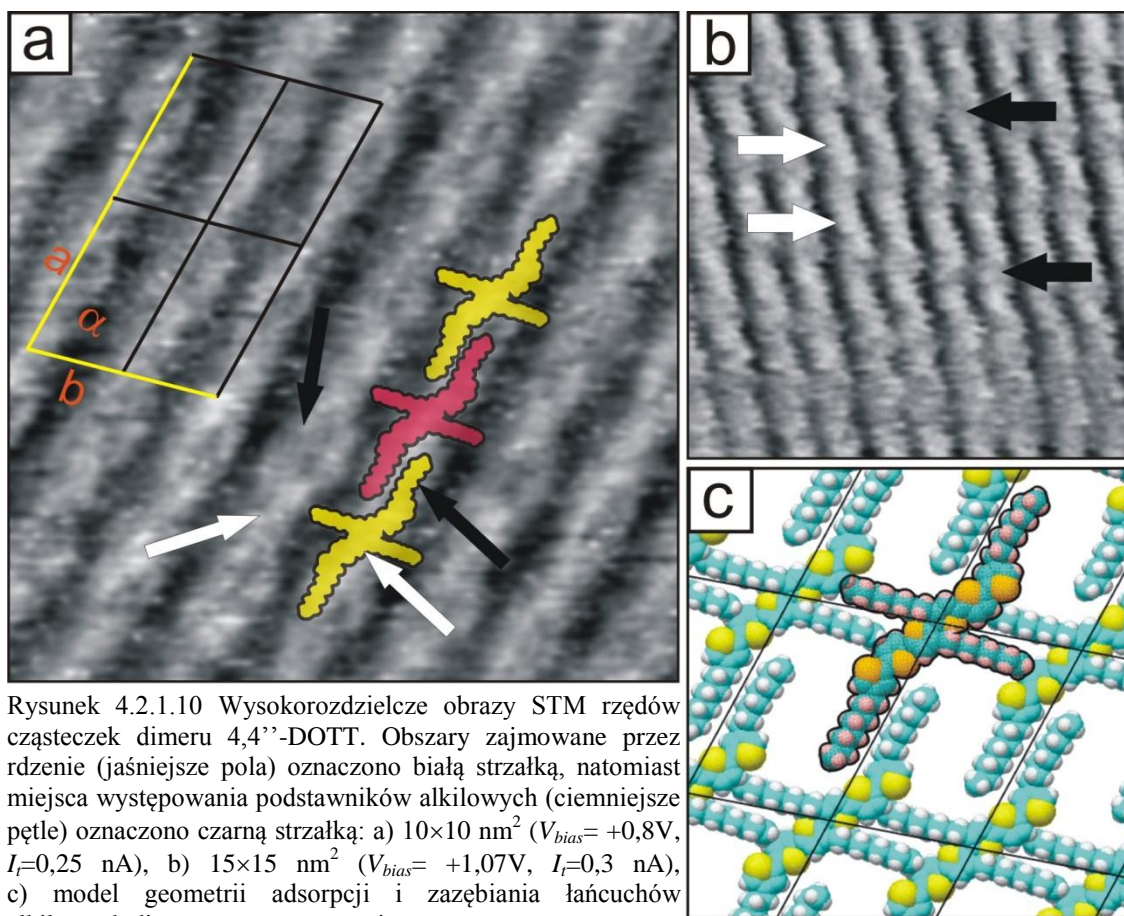 a
b
a
α
b
c
Rysunek 4.2.1.10 Wysokorozdzielcze obrazy STM rzędów
cząsteczek dimeru 4,4’’-DOTT. Obszary zajmowane przez
rdzenie (jaśniejsze pola) oznaczono białą strzałką, natomiast
miejsca występowania podstawników alkilowych (ciemniejsze
pętle) oznaczono czarną strzałką: a) 10×10 nm² (Vbias= +0,8V,
It=0,25 nA), b) 15×15 nm² (Vbias= +1,07V, It=0,3 nA),
c) model geometrii adsorpcji i zazębiania łańcuchów